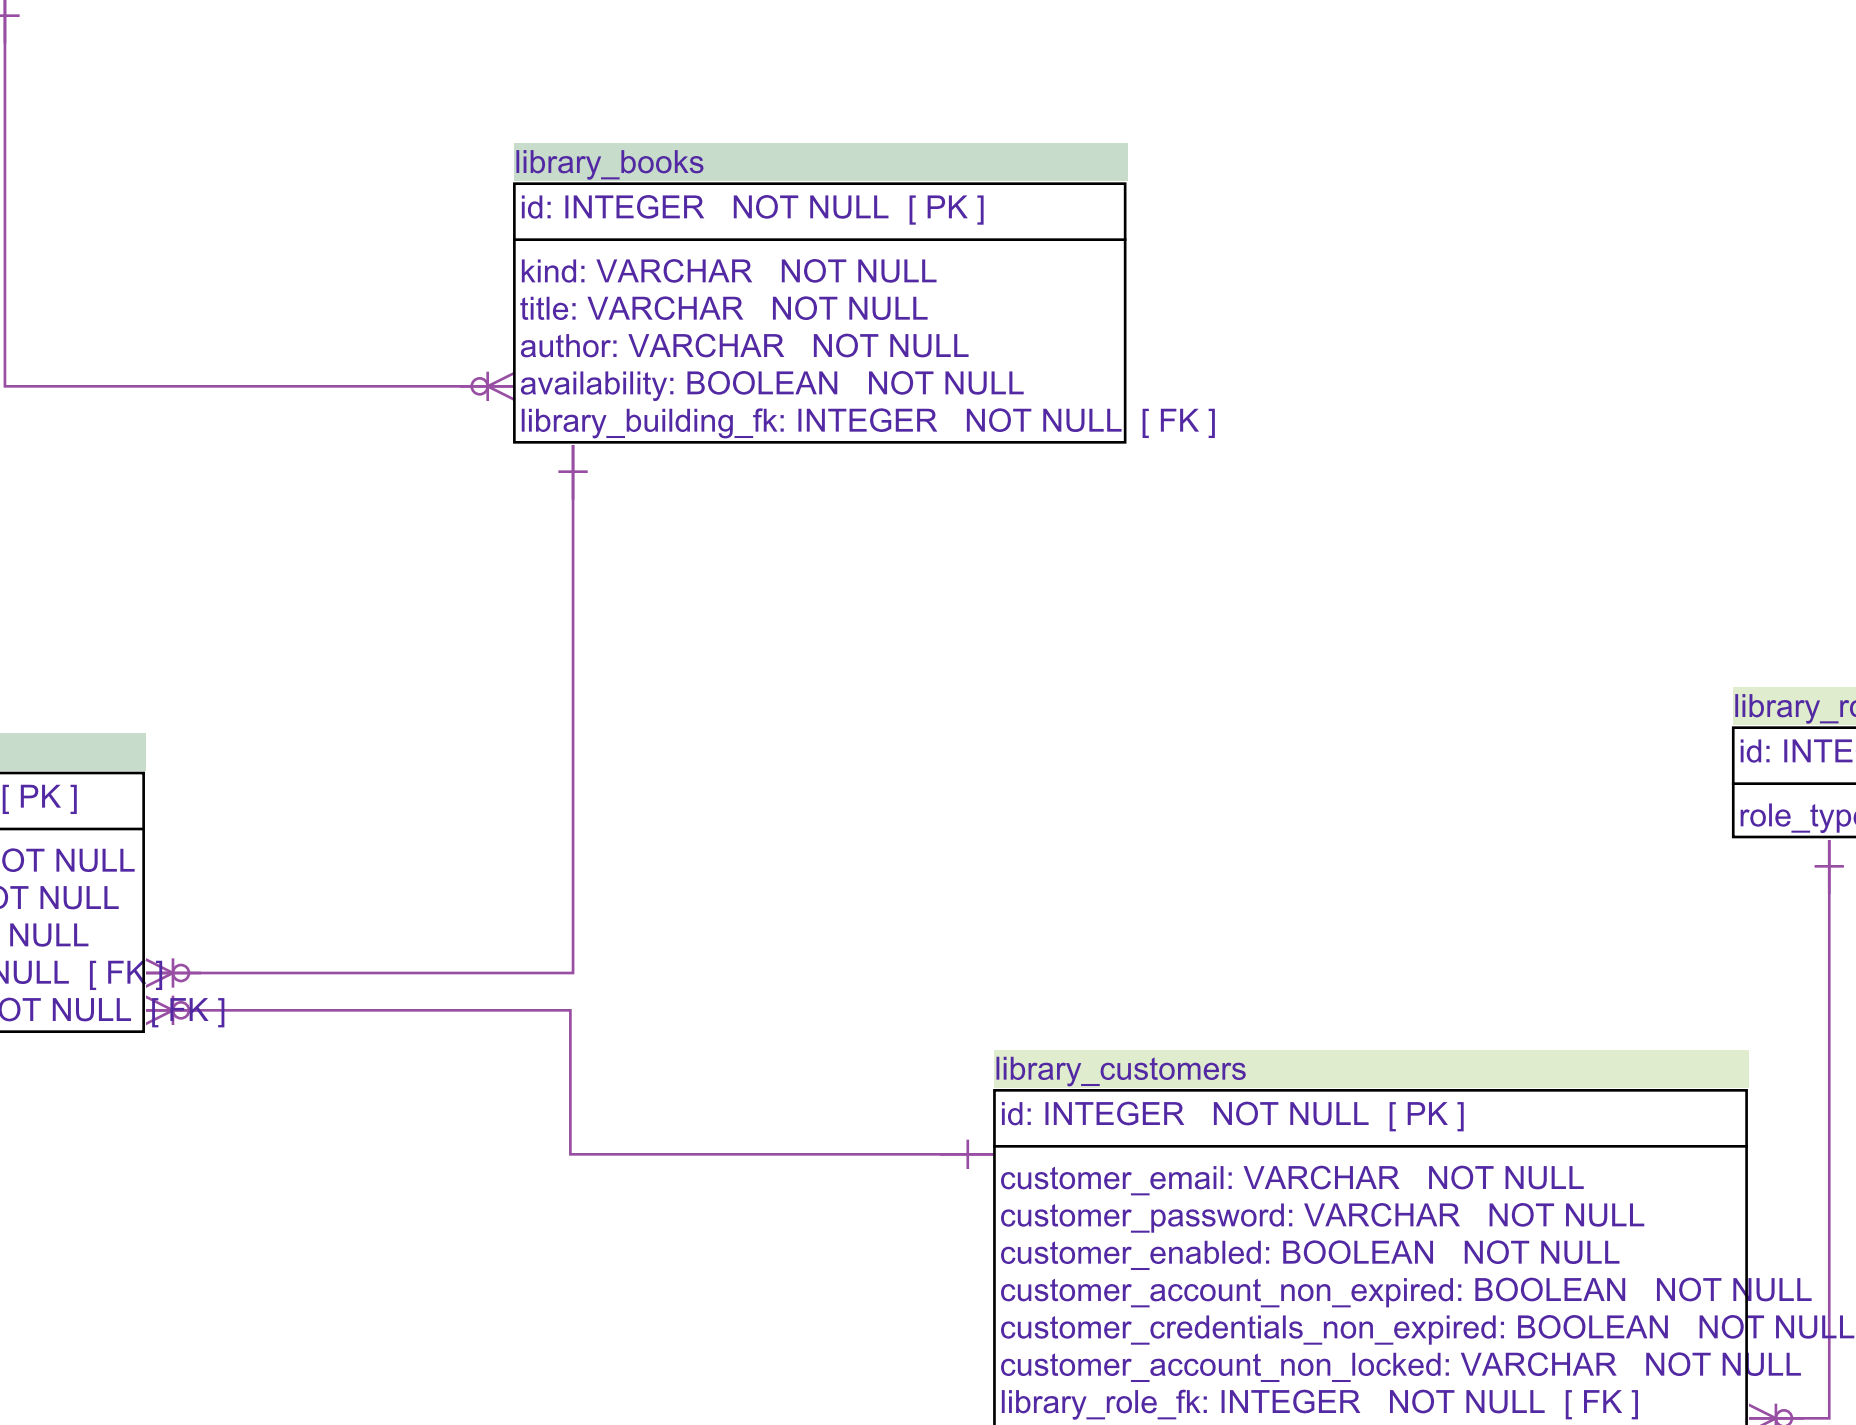 library_books
id: INTEGER NOT NULL [ PK ]
kind: VARCHAR NOT NULL
title: VARCHAR NOT NULL
author: VARCHAR NOT NULL
availability: BOOLEAN NOT NULL
library_building_fk: INTEGER NOT NULL [ FK ]
[ PK ]
NULL
NULL
NULL
NULL [ FK ]
NULL [ FK ]
id:
library_customers
id: INTEGER NOT NULL [ PK ]
customer_email: VARCHAR NOT NULL
customer_password: VARCHAR NOT NULL
customer_enabled: BOOLEAN NOT NULL
customer_account_non_expired: BOOLEAN NOT NULL
customer_credentials_non_expired: BOOLEAN NOT NULL
customer_account_non_locked: VARCHAR NOT NULL
library_role_fk: INTEGER NOT NULL [ FK ]